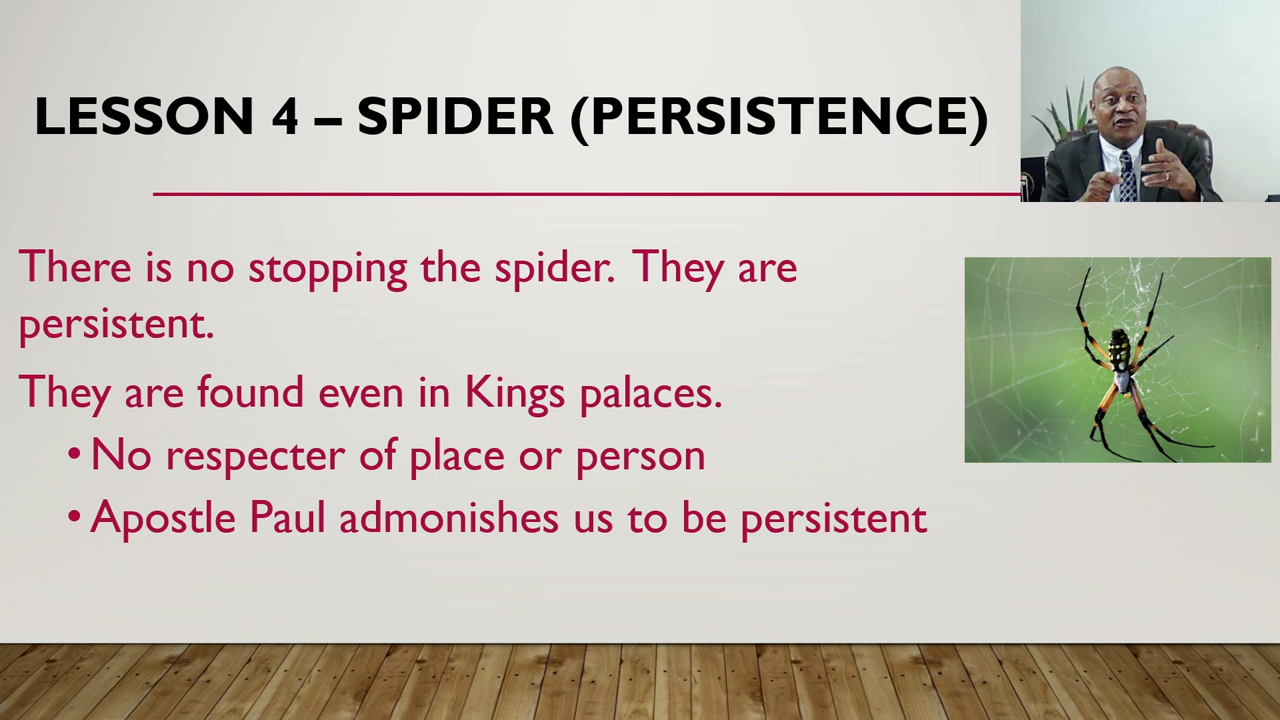 LESSON 4 – SPIDER (PERSISTENCE)
There is no stopping the spider. They are
persistent.
They are found even in Kings palaces.
• No respecter of place or person
• Apostle Paul admonishes us to be persistent